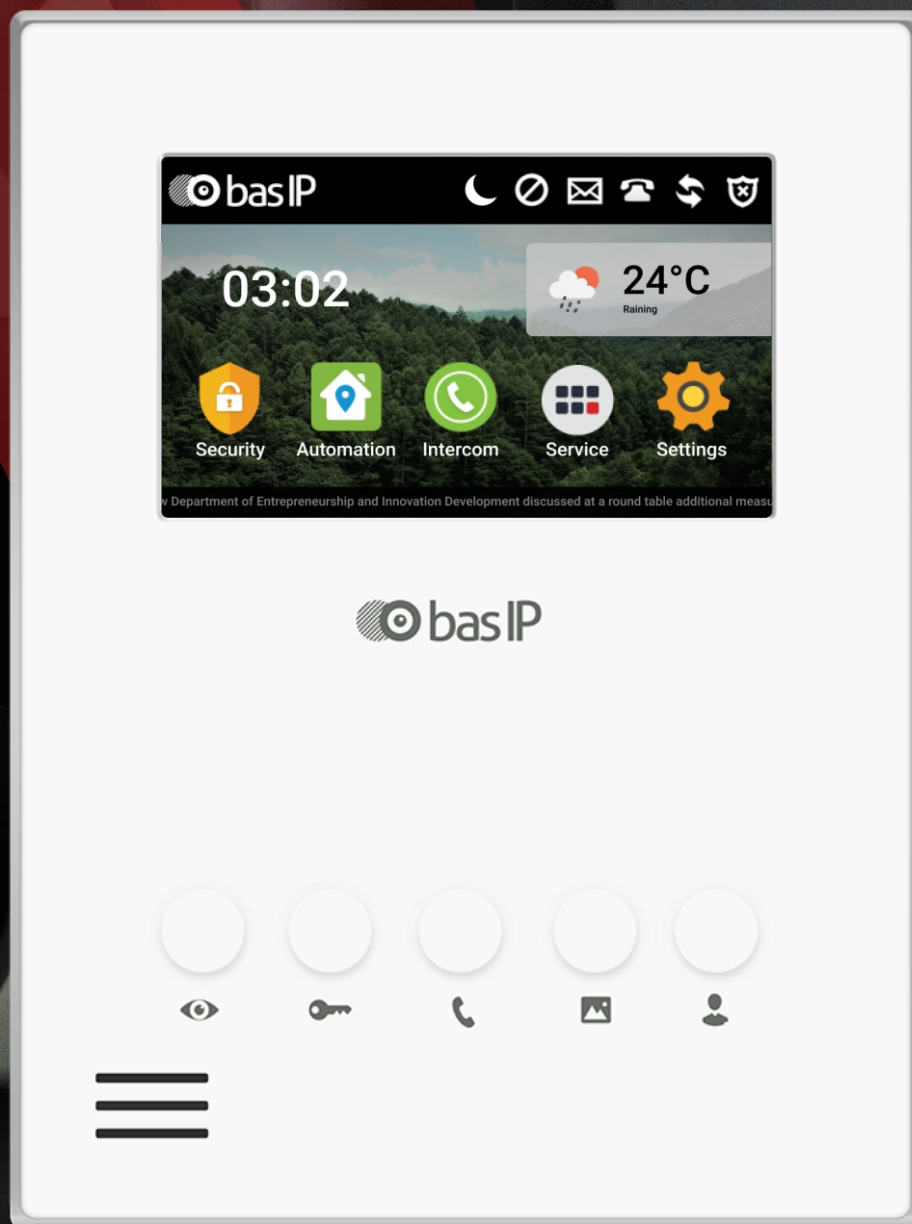 bas IP
03:02
24°C
Raining
Security Automation Intercom Service Settings
Department of Entrepreneurship and Innovation Development discussed at a round table additional
bas IP